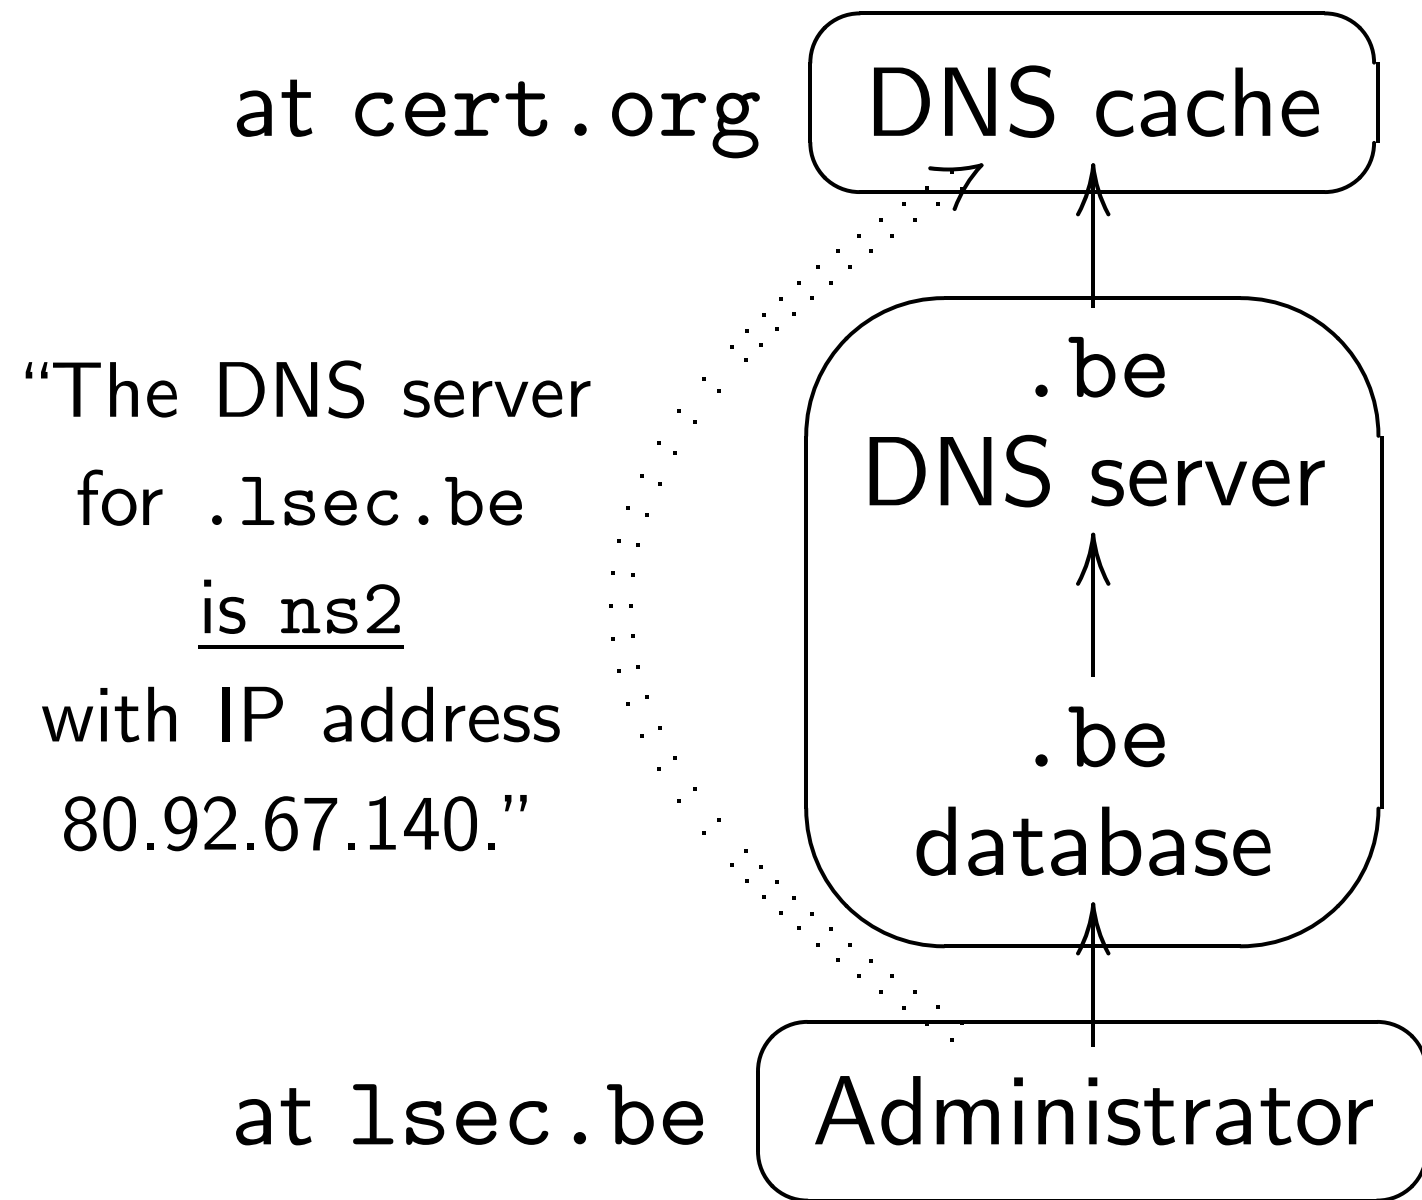 at cert.org DNS cache
“The DNS server
for .lsec.be
is ns2
with IP address
80.92.67.140.”
.be
DNS server
.be
database
at lsec.be Administrator